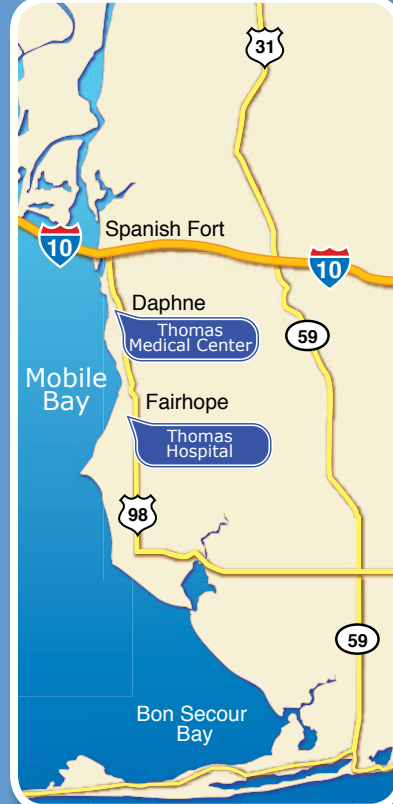 31
Spanish Fort
10
10
Daphne
Thomas
Medical Center
59
Mobile
Bay
Fairhope
Thomas
Hospital
98
59
Bon Secour
Bay